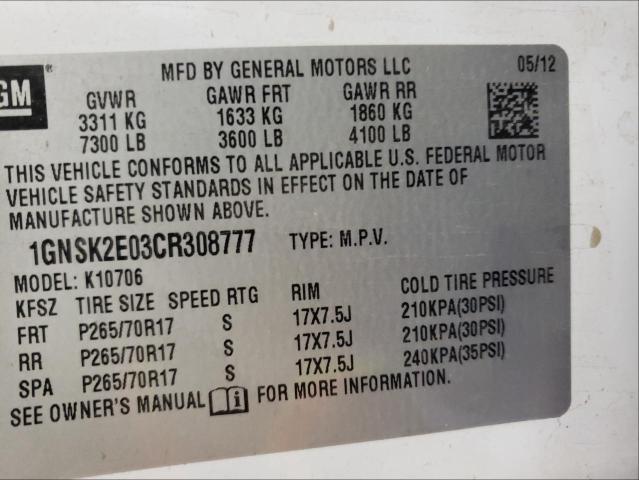 GM ®
MFD BY GENERAL MOTORS LLC 05/12
GVWR GAWR FRT GAWR RR
3311 KG 1633 KG 1860 KG
7300 LB 3600 LB 4100 LB
THIS VEHICLE CONFORMS TO ALL APPLICABLE U.S. FEDERAL MOTOR
VEHICLE SAFETY STANDARDS IN EFFECT ON THE DATE OF
MANUFACTURE SHOWN ABOVE.
1GNSK2E03CR308777 TYPE: M.P.V.
MODEL: K10706
KFSZ TIRE SIZE SPEED RTG RIM COLD TIRE PRESSURE
FRT P265/70R17 S 17X7.5J 210KPA(30PSI)
RR P265/70R17 S 17X7.5J 210KPA(30PSI)
SPA P265/70R17 S 17X7.5J 240KPA(35PSI)
SEE OWNER'S MANUAL i FOR MORE INFORMATION.